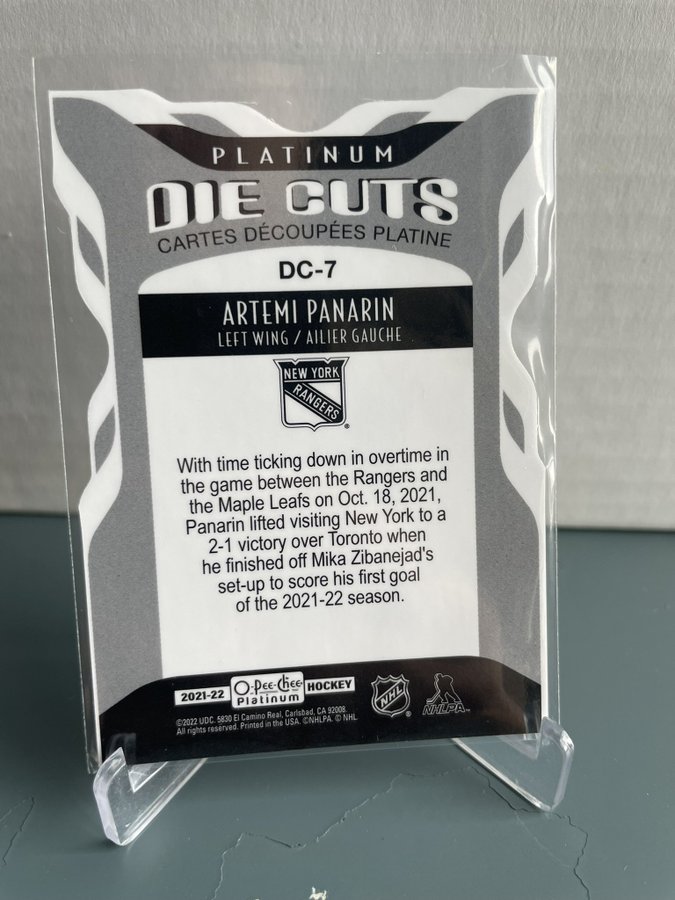 PLATINUM
DIE CUTS
CARTES DÉCOUPÉES PLATINE
DC-7
ARTEMI PANARIN
LEFT WING / AILIER GAUCHE
NEW YORK
RANGERS
With time ticking down in overtime in
the game between the Rangers and
the Maple Leafs on Oct. 18, 2021,
Panarin lifted visiting New York to a
2-1 victory over Toronto when
he finished off Mika Zibanejad's
set-up to score his first goal
of the 2021-22 season.
2021-22 O-Pee-Chee Platinum HOCKEY
NHL
NHLPA
©2022 UDC. 5830 El Camino Real, Carlsbad, CA 92008.
All rights reserved. Printed in the USA. ©NHLPA. © NHL